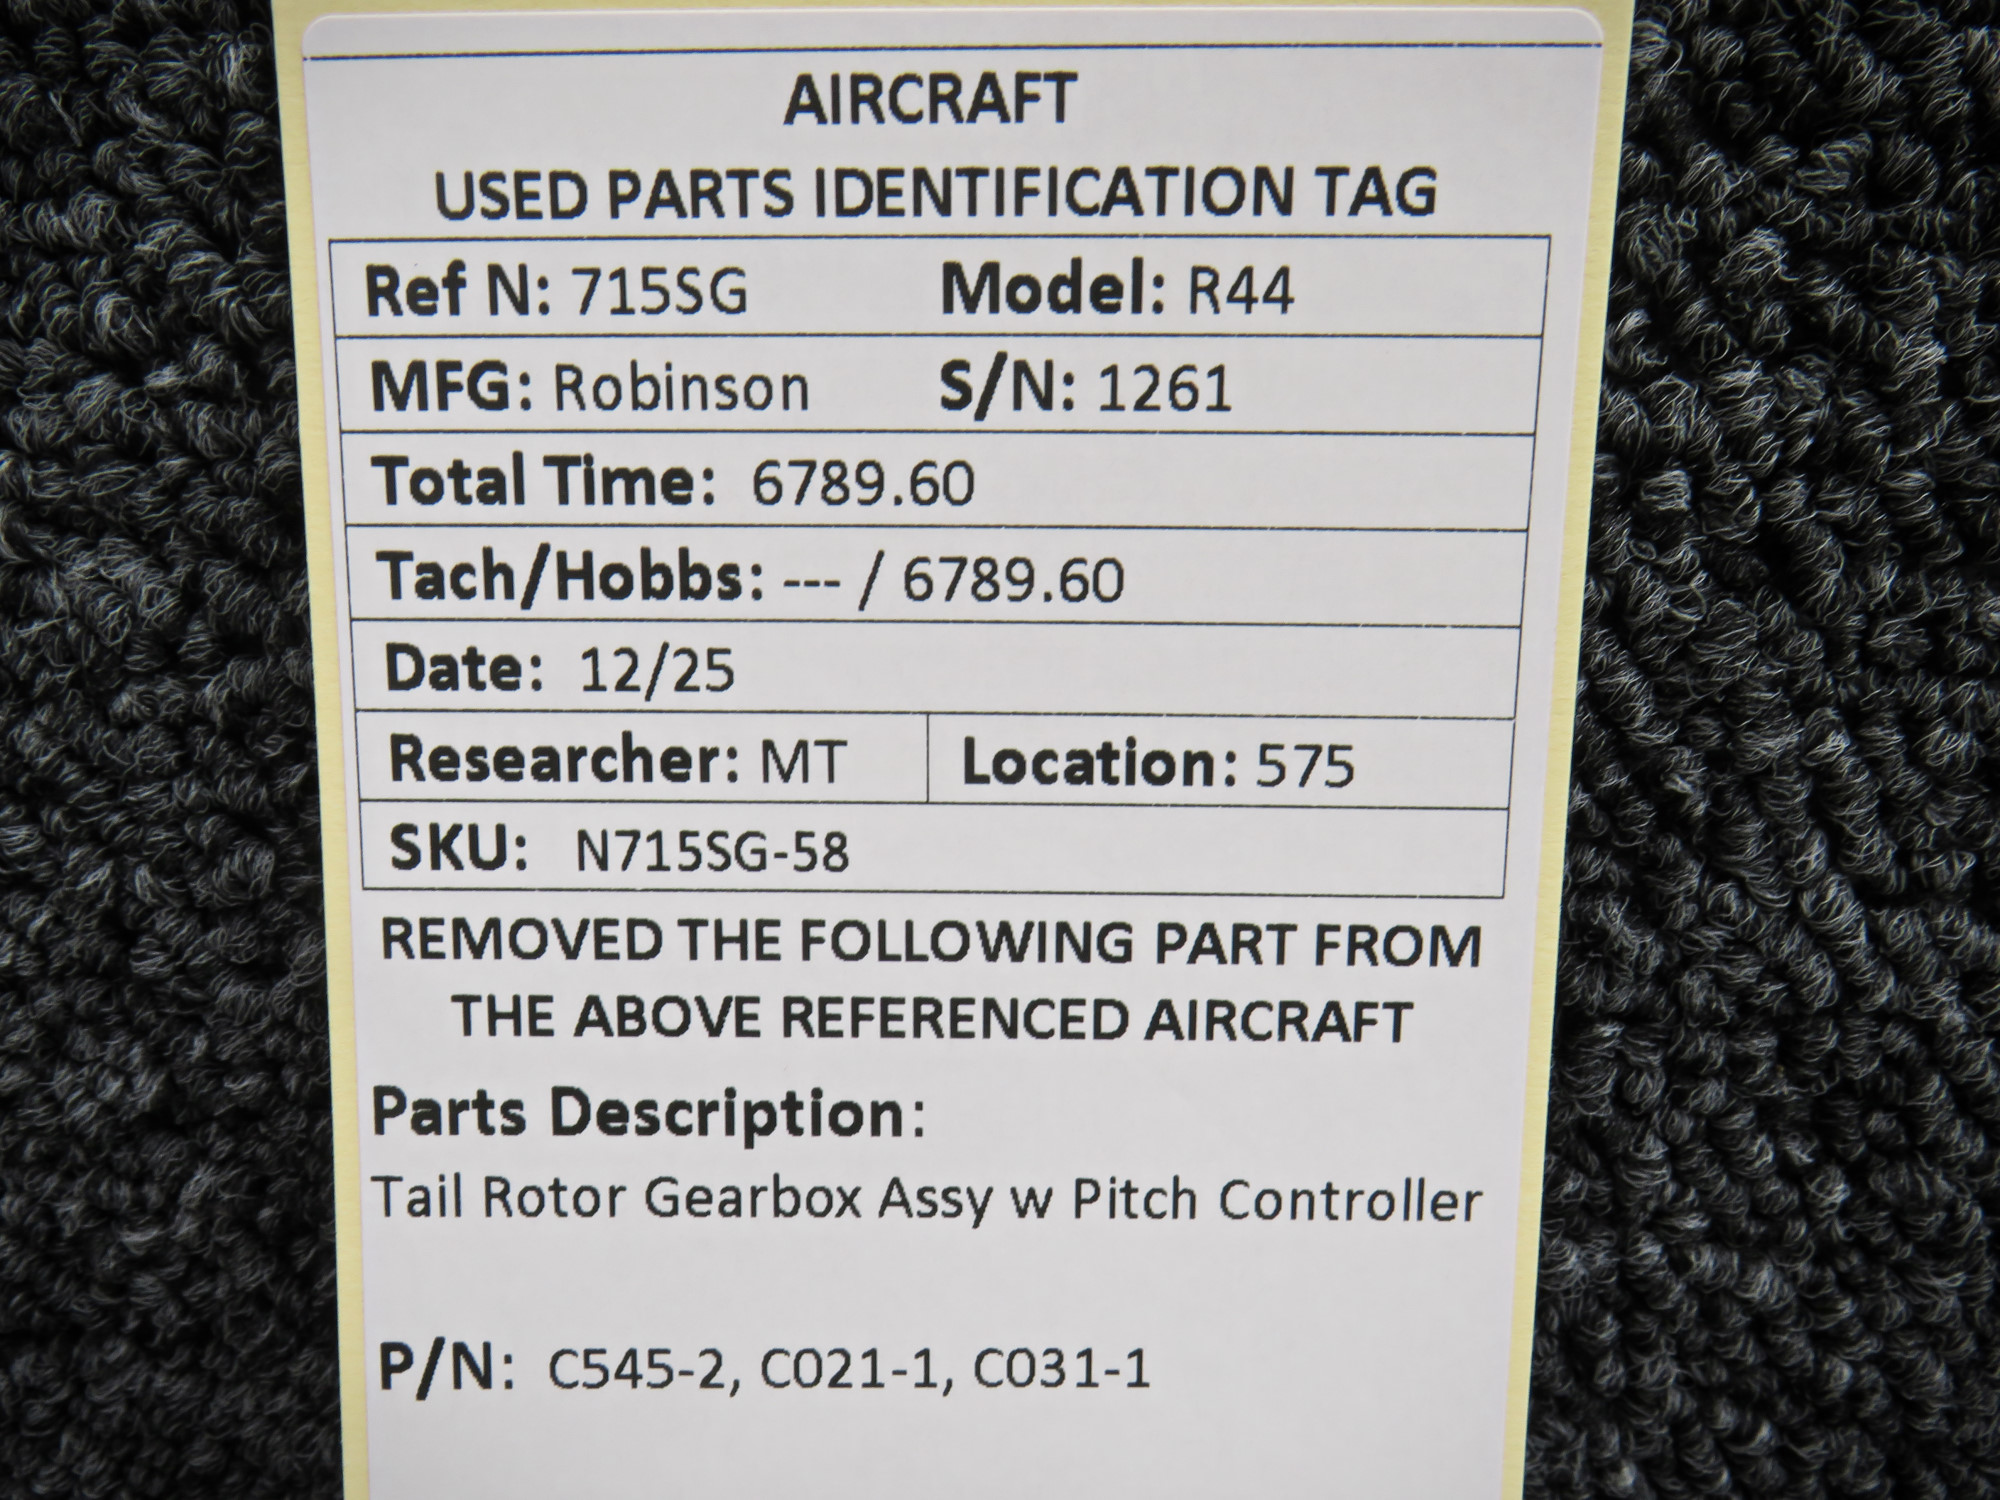 AIRCRAFT
USED PARTS IDENTIFICATION TAG
Ref N: 715SG Model: R44
MFG: Robinson S/N: 1261
Total Time: 6789.60
Tach/Hobbs: --- / 6789.60
Date: 12/25
Researcher: MT Location: 575
SKU: N715SG-58
REMOVED THE FOLLOWING PART FROM
THE ABOVE REFERENCED AIRCRAFT
Parts Description:
Tail Rotor Gearbox Assy w Pitch Controller
P/N: C545-2, C021-1, C031-1